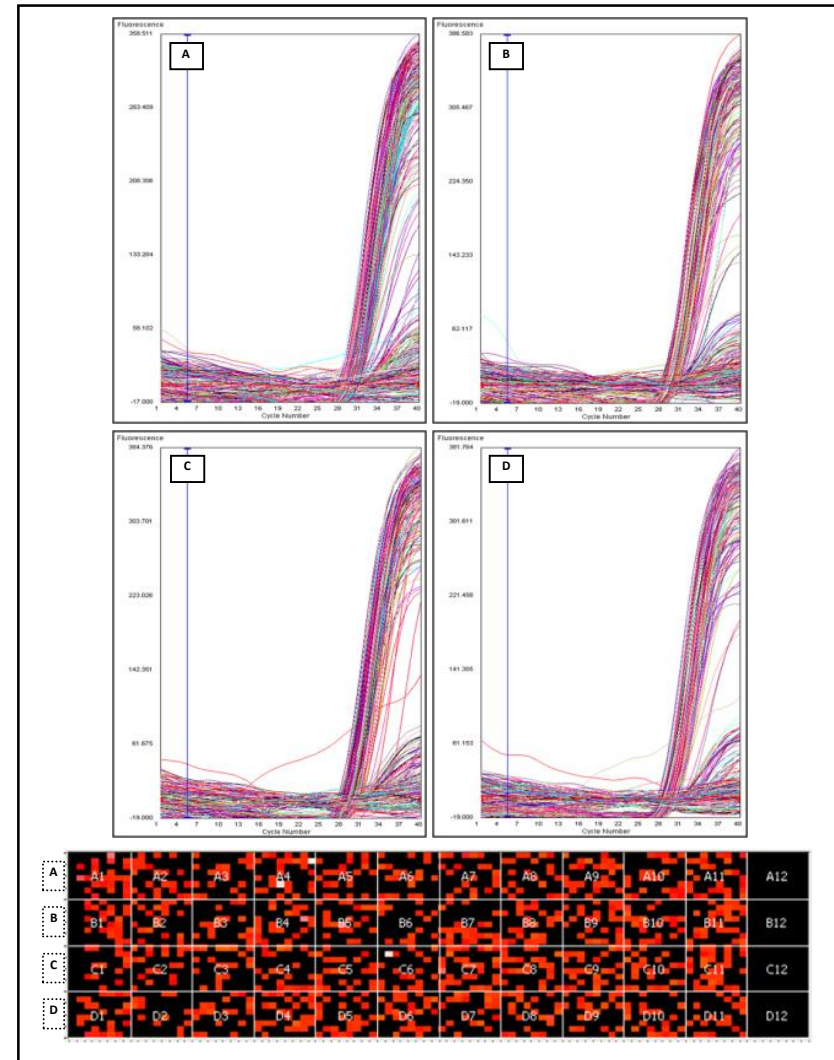 Fluorescence
358.511
A
283.409
208.306
133.204
58.102
-17.000
1 4 7 10 13 16 19 22 25 28 31 34 37 40
Cycle Number
Fluorescence
386.583
B
305.467
224.350
143.233
62.117
-19.000
1 4 7 10 13 16 19 22 25 28 31 34 37 40
Cycle Number
Fluorescence
384.376
C
303.701
223.026
142.351
61.675
-19.000
1 4 7 10 13 16 19 22 25 28 31 34 37 40
Cycle Number
Fluorescence
381.764
D
301.611
221.458
141.305
61.153
-19.000
1 4 7 10 13 16 19 22 25 28 31 34 37 40
Cycle Number
A A1 A2 A3 A4 A5 A6 A7 A8 A9 A10 A11 A12
B B1 B2 B3 B4 B5 B6 B7 B8 B9 B10 B11 B12
C C1 C2 C3 C4 C5 C6 C7 C8 C9 C10 C11 C12
D D1 D2 D3 D4 D5 D6 D7 D8 D9 D10 D11 D12